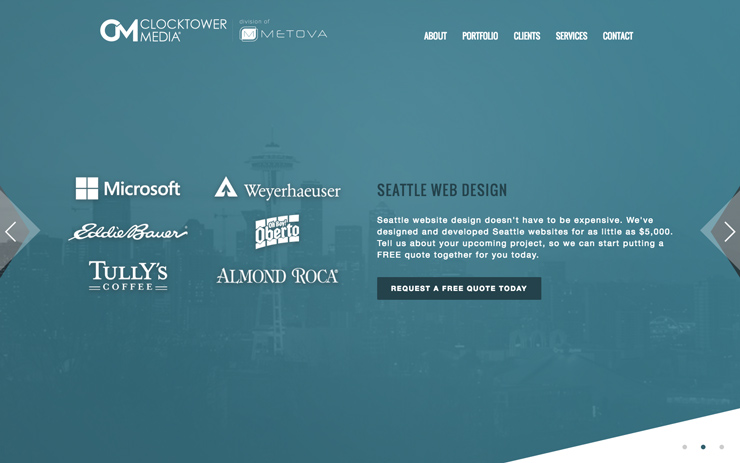 CLOCKTOWER
MEDIA
division of
METOVA
ABOUT PORTFOLIO CLIENTS SERVICES CONTACT
Microsoft
Weyerhaeuser
Eddie Bauer
Oh Boy!
Oberto
TULLY'S
COFFEE
ALMOND ROCA®
SEATTLE WEB DESIGN
Seattle website design doesn't have to be expensive. We've
designed and developed Seattle websites for as little as $5,000.
Tell us about your upcoming project, so we can start putting a
FREE quote together for you today.
REQUEST A FREE QUOTE TODAY